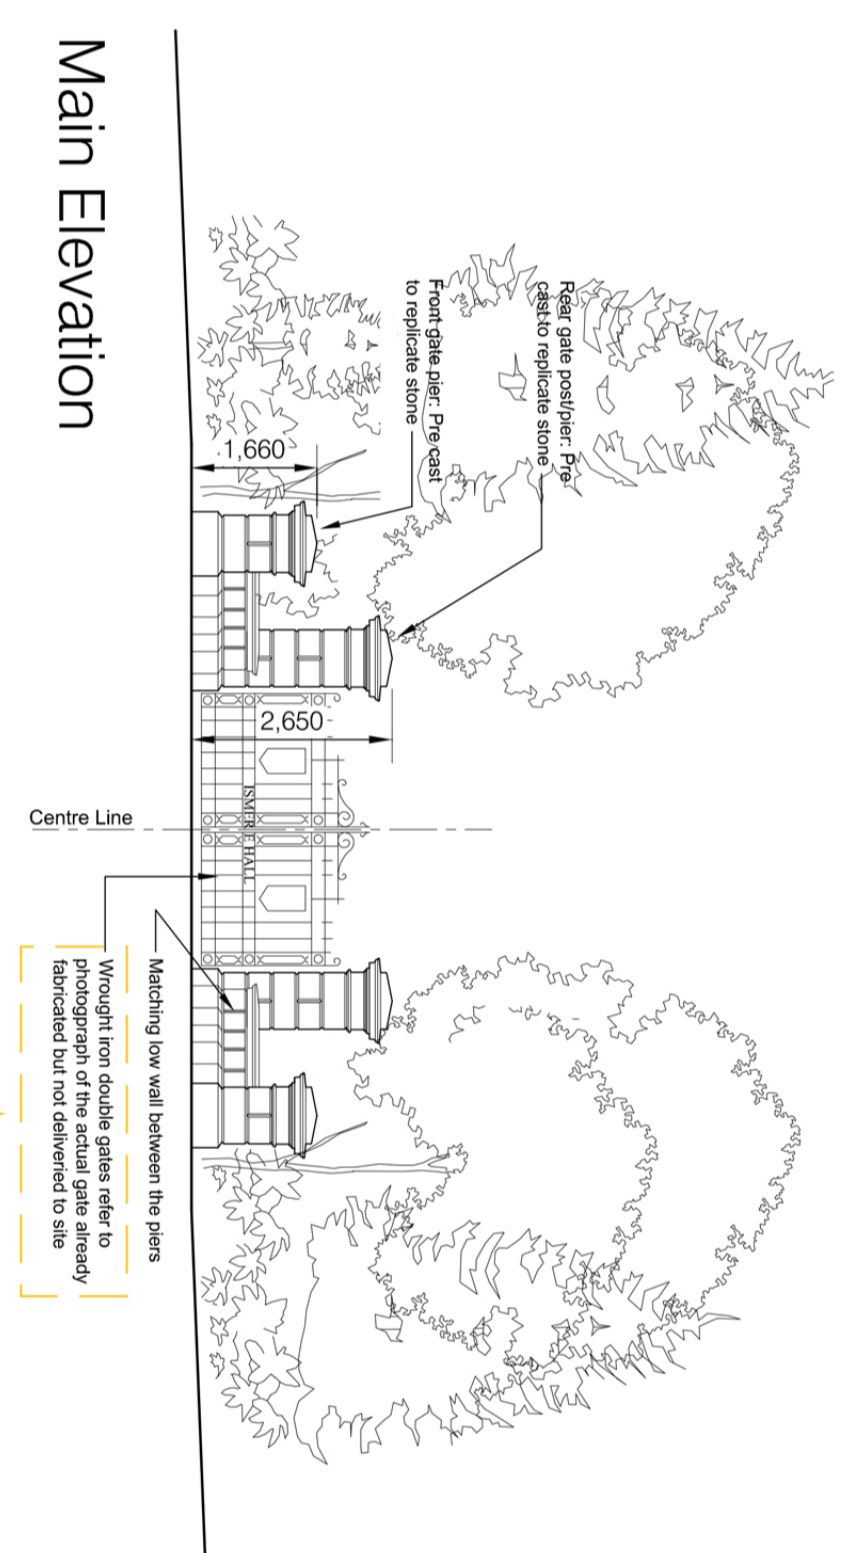 Main Elevation
Rear gate post/pier: Pre-
cast to replicate stone
Front gate pier: Pre cast
to replicate stone
1,660
2,650
ISMERE HALL
Centre Line
Matching low wall between the piers
Wrought iron double gates refer to
photogpraph of the actual gate already
fabricated but not deliveried to site